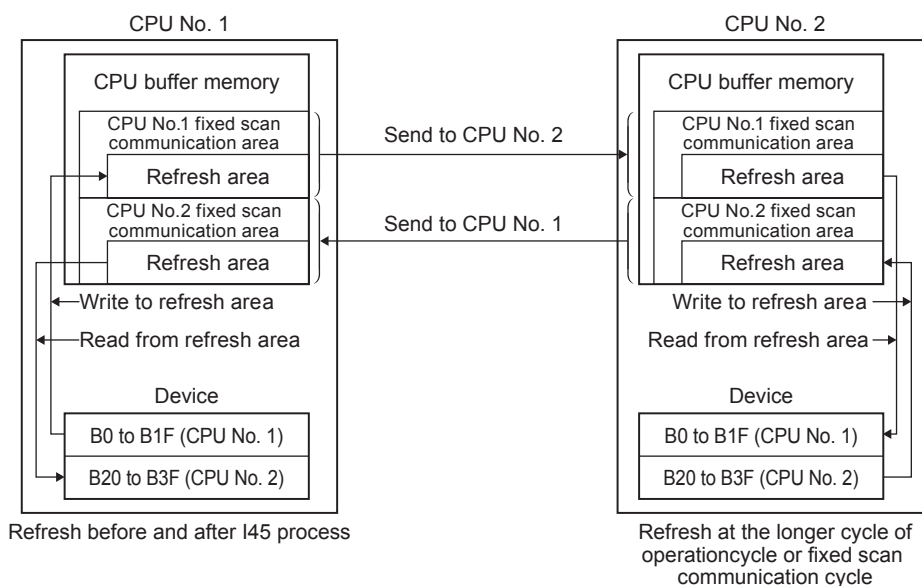 CPU No. 1
CPU buffer memory
CPU No.1 fixed scan
communication area
Refresh area
CPU No.2 fixed scan
communication area
Refresh area
Write to refresh area
Read from refresh area
Device
B0 to B1F (CPU No. 1)
B20 to B3F (CPU No. 2)
Refresh before and after I45 process
Send to CPU No. 2
Send to CPU No. 1
CPU No. 2
CPU buffer memory
CPU No.1 fixed scan
communication area
Refresh area
CPU No.2 fixed scan
communication area
Refresh area
Write to refresh area
Read from refresh area
Device
B0 to B1F (CPU No. 1)
B20 to B3F (CPU No. 2)
Refresh at the longer cycle of
operationcycle or fixed scan
communication cycle